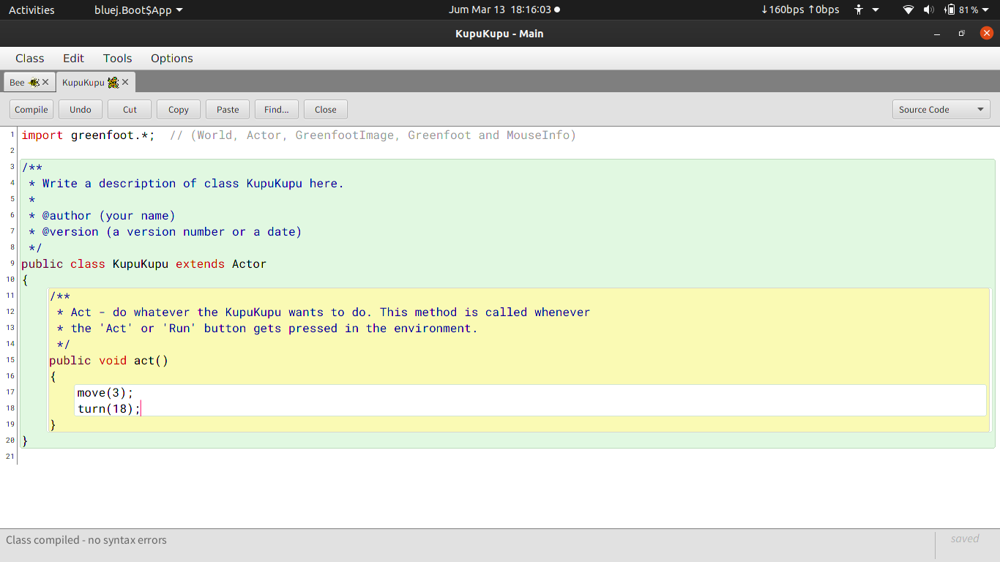 Activities bluej.Boot$App Jum Mar 13 18:16:03 ↓160bps ↑0bps 81%
KupuKupu - Main
Class Edit Tools Options
Bee KupuKupu
Compile Undo Cut Copy Paste Find... Close Source Code
1 import greenfoot.*;  // (World, Actor, GreenfootImage, Greenfoot and MouseInfo)
2
3 /**
4  * Write a description of class KupuKupu here.
5  *
6  * @author (your name)
7  * @version (a version number or a date)
8  */
9 public class KupuKupu extends Actor
10 {
11     /**
12      * Act - do whatever the KupuKupu wants to do. This method is called whenever
13      * the 'Act' or 'Run' button gets pressed in the environment.
14      */
15     public void act()
16     {
17         move(3);
18         turn(18);
19     }
20 }
21
Class compiled - no syntax errors saved